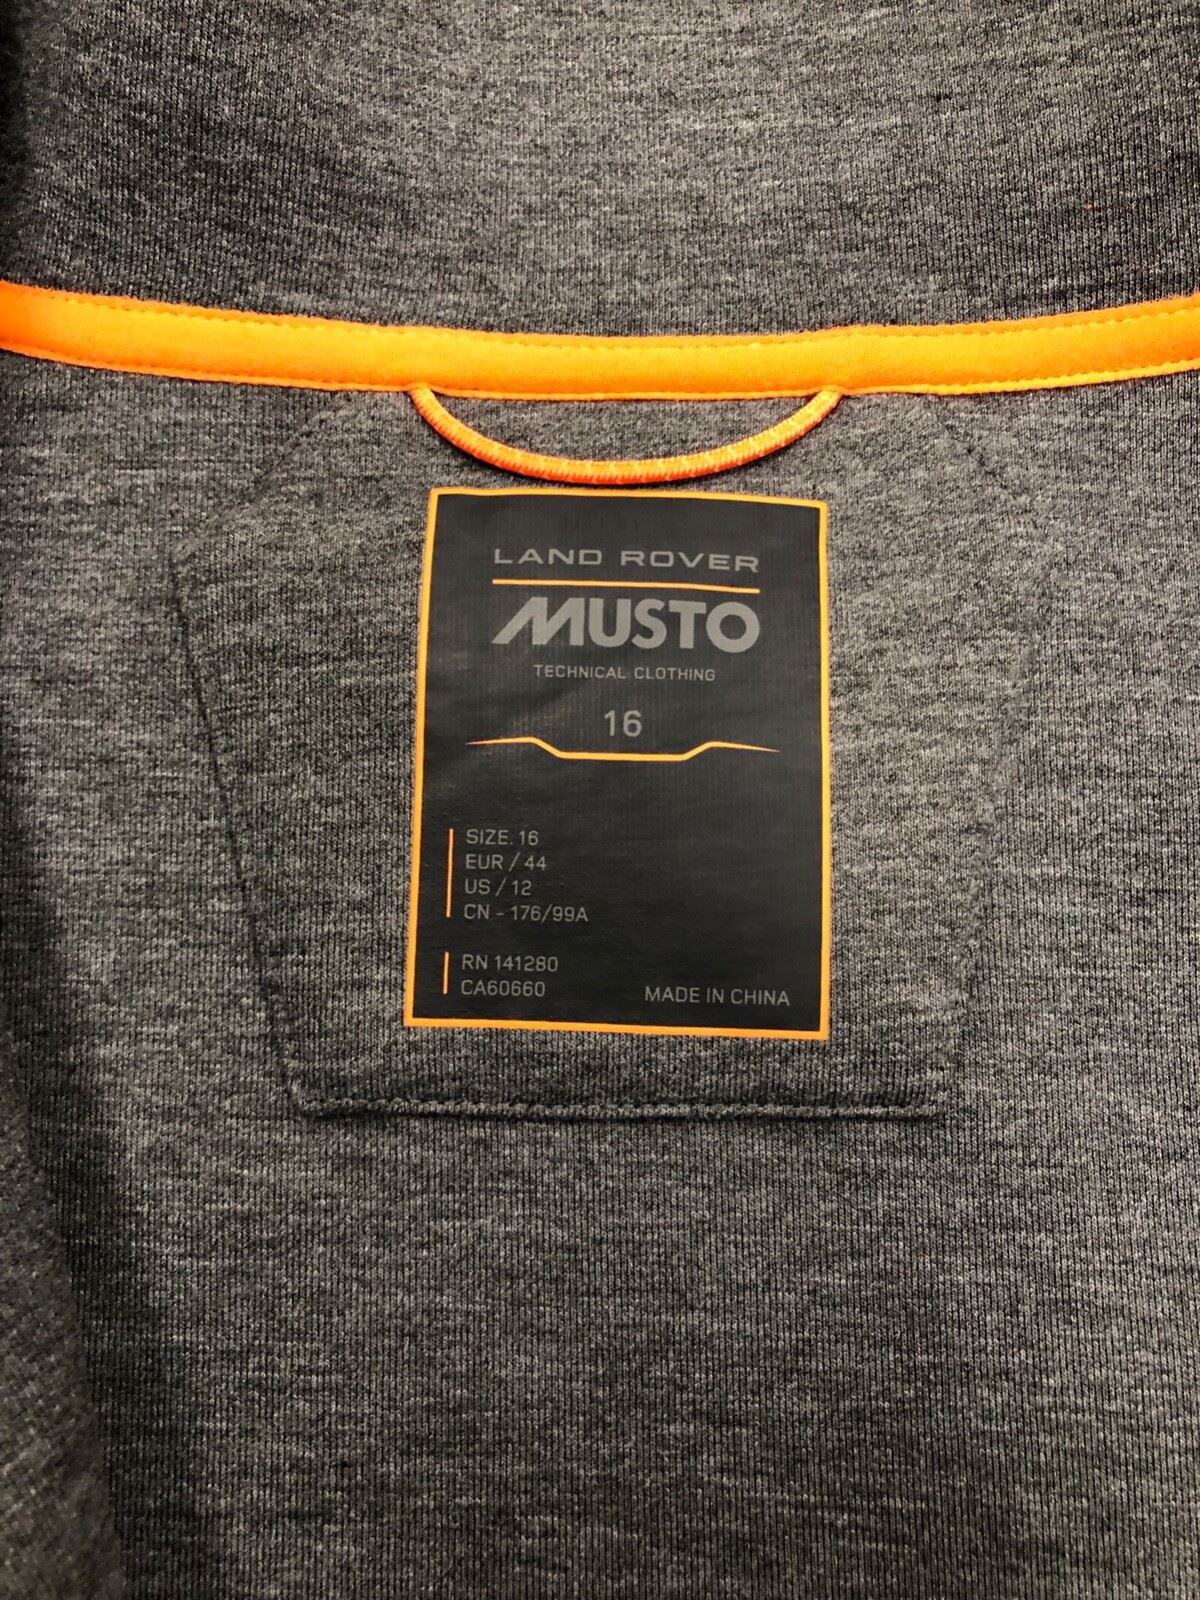 LAND ROVER
MUSTO
TECHNICAL CLOTHING
16
SIZE. 16
EUR / 44
US / 12
CN - 176/99A
RN 141280
CA60660
MADE IN CHINA